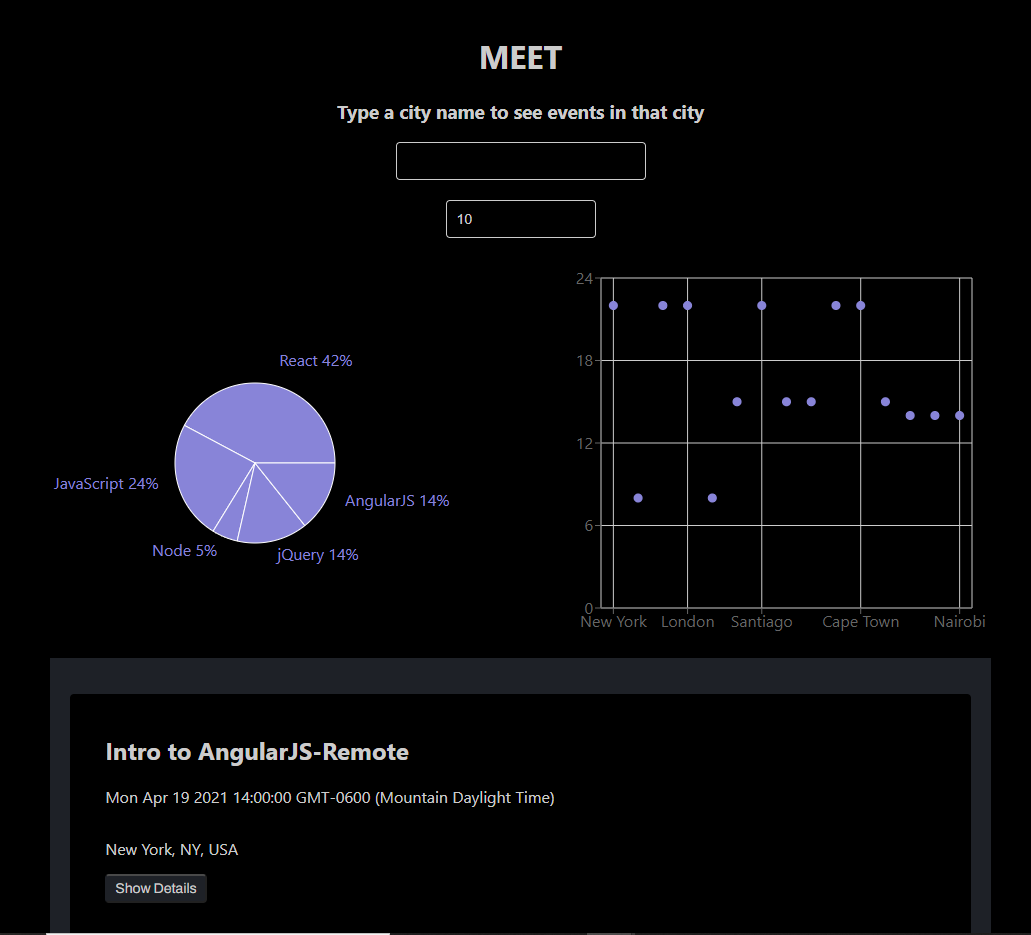 MEET
Type a city name to see events in that city
10
React 42%
JavaScript 24%
AngularJS 14%
Node 5%
jQuery 14%
24
18
12
6
0
New York London Santiago Cape Town Nairobi
Intro to AngularJS-Remote
Mon Apr 19 2021 14:00:00 GMT-0600 (Mountain Daylight Time)
New York, NY, USA
Show Details